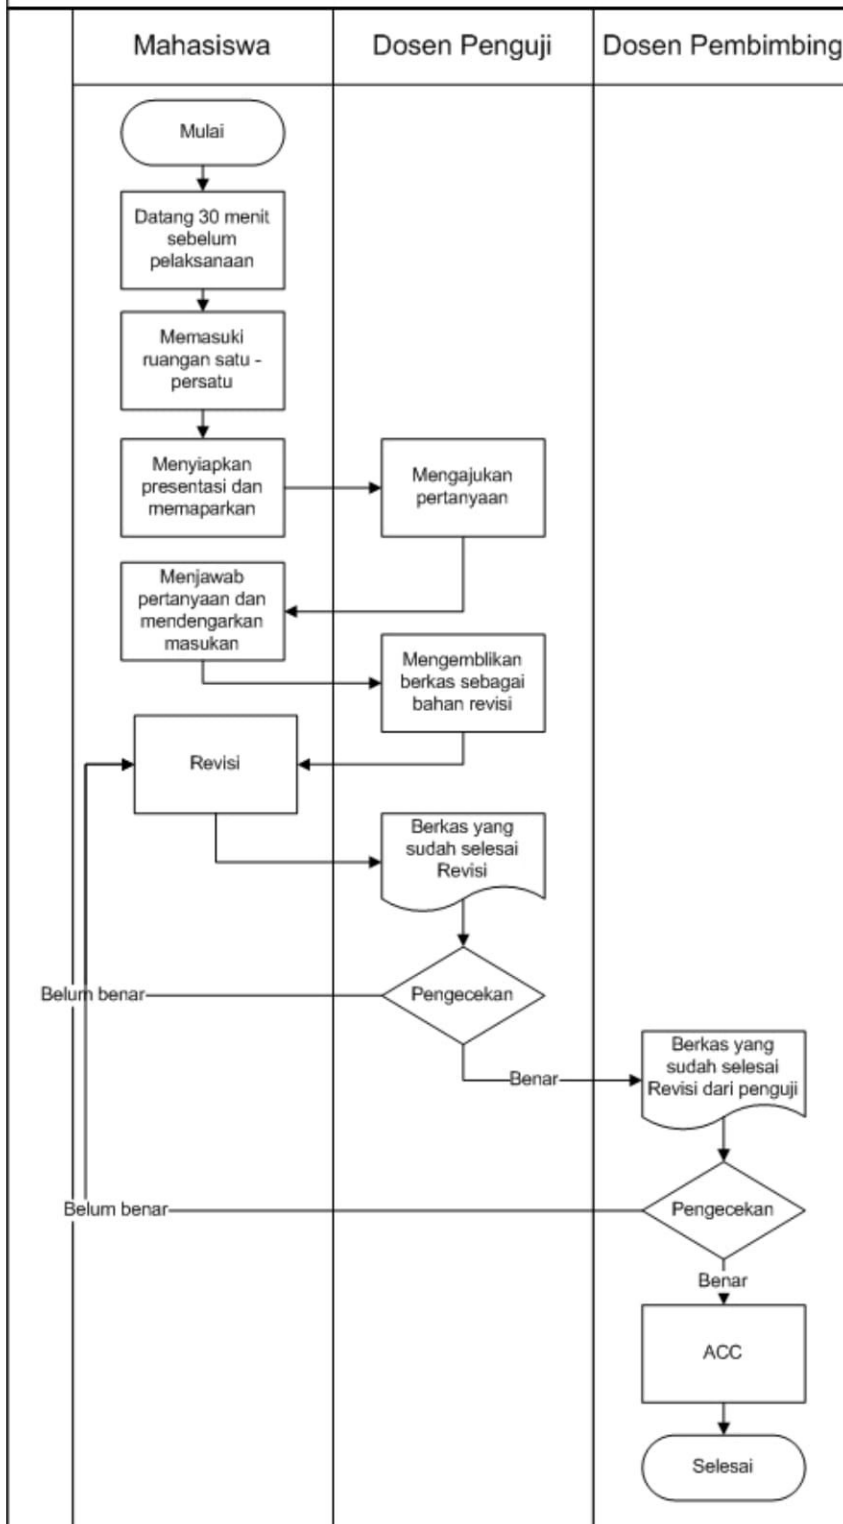 Mahasiswa
Dosen Penguji
Dosen Pembimbing
Mulai
Datang 30 menit
sebelum
pelaksanaan
Memasuki
ruangan satu -
persatu
Menyiapkan
presentasi dan
memaparkan
Mengajukan
pertanyaan
Menjawab
pertanyaan dan
mendengarkan
masukan
Mengemblikan
berkas sebagai
bahan revisi
Revisi
Berkas yang
sudah selesai
Revisi
Pengecekan
Belum benar
Benar
Berkas yang
sudah selesai
Revisi dari penguji
Pengecekan
Belum benar
Benar
ACC
Selesai